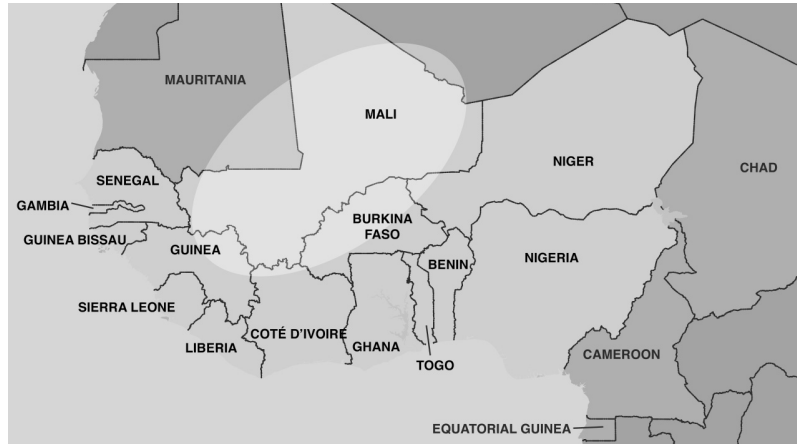 MAURITANIA
MALI
NIGER
CHAD
SENEGAL
GAMBIA
BURKINA
FASO
GUINEA BISSAU
GUINEA
BENIN
NIGERIA
SIERRA LEONE
COTÉ D'IVOIRE
LIBERIA
GHANA
CAMEROON
TOGO
EQUATORIAL GUINEA